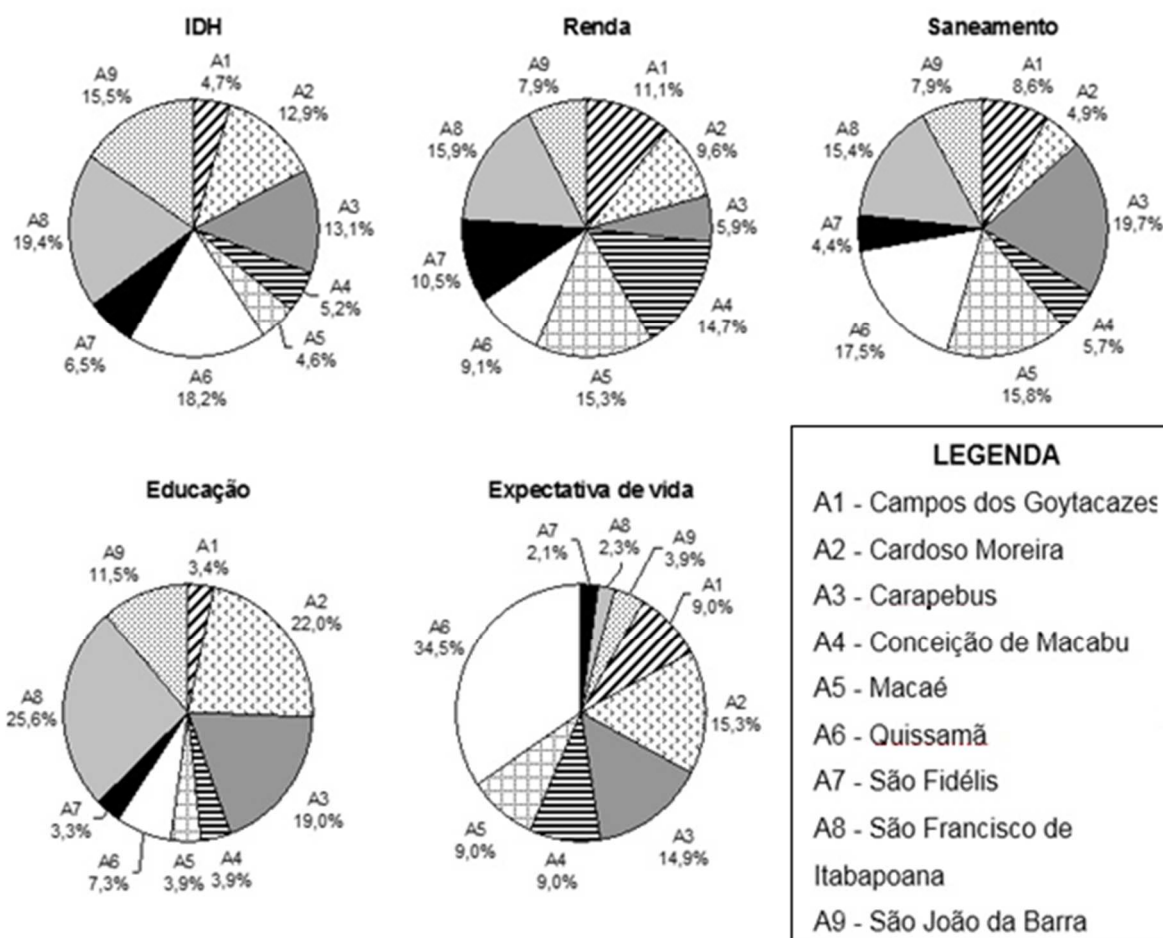 IDH
A1
4,7%
A2
12,9%
A3
13,1%
A4
5,2%
A5
4,6%
A6
18,2%
A7
6,5%
A8
19,4%
A9
15,5%
Renda
A1
11,1%
A2
9,6%
A3
5,9%
A4
14,7%
A5
15,3%
A6
9,1%
A7
10,5%
A8
15,9%
A9
7,9%
Saneamento
A1
8,6%
A2
4,9%
A3
19,7%
A4
5,7%
A5
15,8%
A6
17,5%
A7
4,4%
A8
15,4%
A9
7,9%
Educação
A1
3,4%
A2
22,0%
A3
19,0%
A4
3,9%
A5
3,9%
A6
7,3%
A7
3,3%
A8
25,6%
A9
11,5%
Expectativa de vida
A7
2,1%
A8
2,3%
A9
3,9%
A1
9,0%
A2
15,3%
A3
14,9%
A4
9,0%
A5
9,0%
A6
34,5%
LEGENDA
A1 - Campos dos Goytacazes
A2 - Cardoso Moreira
A3 - Carapebus
A4 - Conceição de Macabu
A5 - Macaé
A6 - Quissamã
A7 - São Fidélis
A8 - São Francisco de
Itabapoana
A9 - São João da Barra